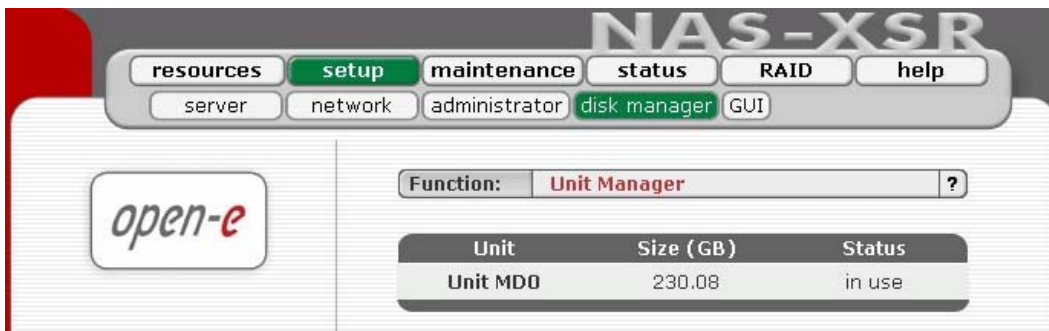 NAS-XSR
resources setup maintenance status RAID help
server network administrator disk manager GUI
open-e
Function: Unit Manager ?
Unit Size (GB) Status
Unit MD0 230.08 in use